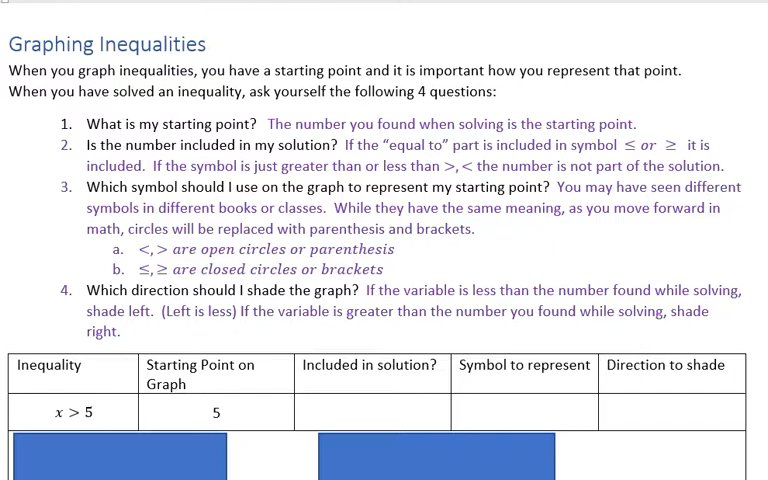 Graphing Inequalities
When you graph inequalities, you have a starting point and it is important how you represent that point.
When you have solved an inequality, ask yourself the following 4 questions:
1. What is my starting point? The number you found when solving is the starting point.
2. Is the number included in my solution? If the “equal to” part is included in symbol ≤ or ≥ it is
included. If the symbol is just greater than or less than >, < the number is not part of the solution.
3. Which symbol should I use on the graph to represent my starting point? You may have seen different
symbols in different books or classes. While they have the same meaning, as you move forward in
math, circles will be replaced with parenthesis and brackets.
a. <, > are open circles or parenthesis
b. ≤, ≥ are closed circles or brackets
4. Which direction should I shade the graph? If the variable is less than the number found while solving,
shade left. (Left is less) If the variable is greater than the number you found while solving, shade
right.
Inequality Starting Point on Included in solution? Symbol to represent Direction to shade
Graph
x > 5 5